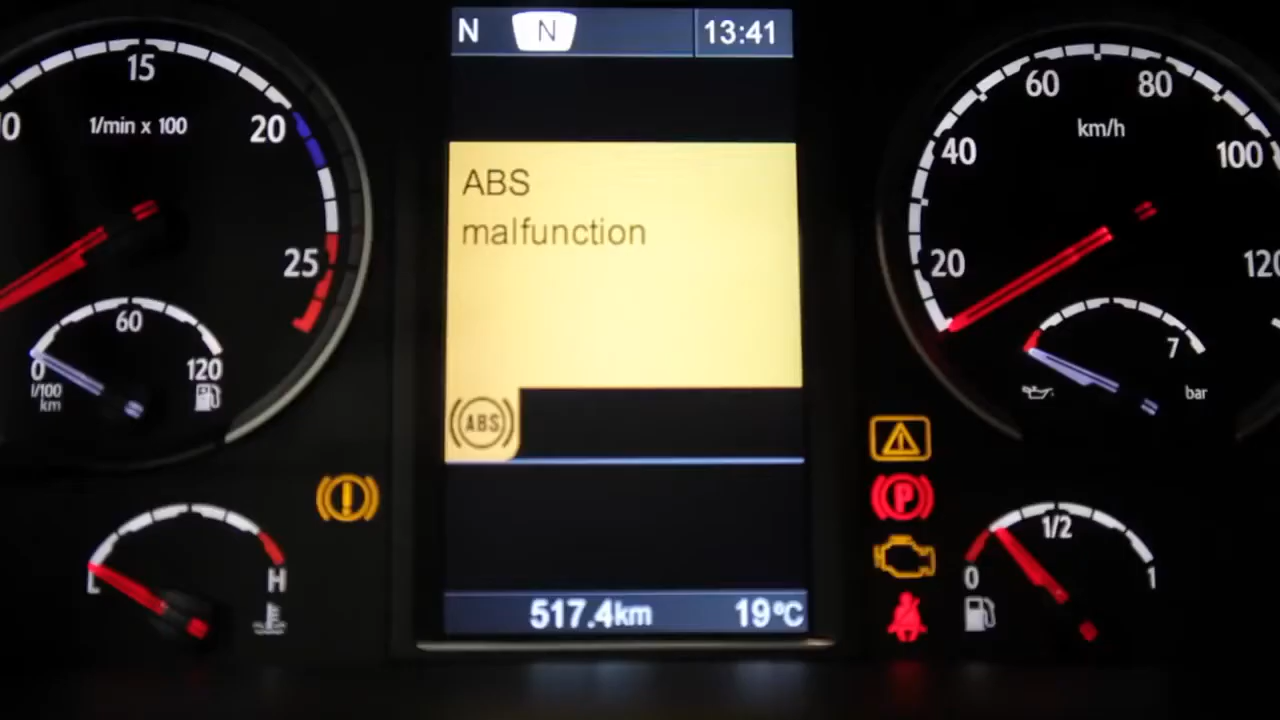 N N 13:41
15
20
25
1/min x 100
60
0 120
l/100
km
ABS
malfunction
ABS
517.4km 19°C
60 80
km/h
40 100
20 120
7
bar
L H
P
1/2
0 1